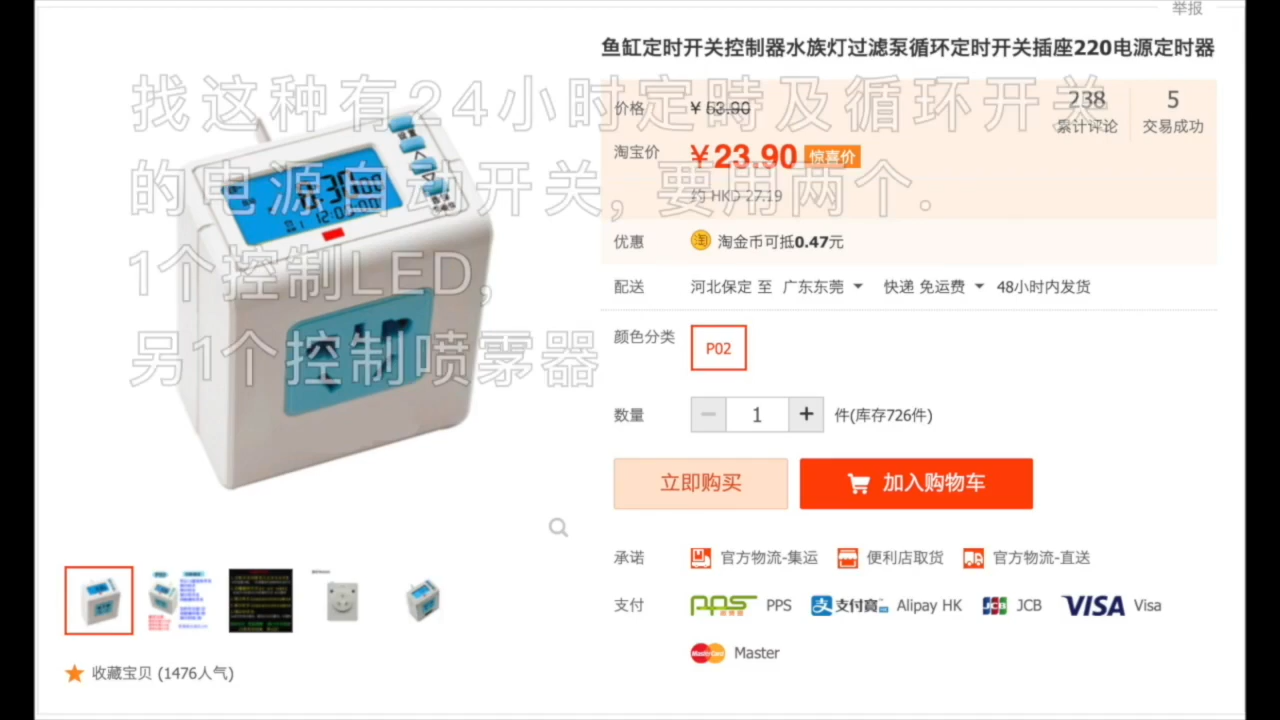 举报
鱼缸定时开关控制器水族灯过滤泵循环定时开关插座220电源定时器
找这种有24小时定時及循环开关,
的电源自动开关,要用两个.
1个控制LED,
另1个控制喷雾器
价格 ¥ 53.90
238 累计评论
5 交易成功
淘宝价 ¥23.90 惊喜价
约 HKD 27.19
优惠 淘 淘金币可抵0.47元
配送 河北保定 至 广东东莞 快递 免运费 48小时内发货
颜色分类 P02
数量 1 件(库存726件)
立即购买 加入购物车
承诺 官方物流-集运 便利店取货 官方物流-直送
支付 PPS PPS 支付寶 Alipay HK JCB JCB VISA Visa
MasterCard Master
收藏宝贝 (1476人气)